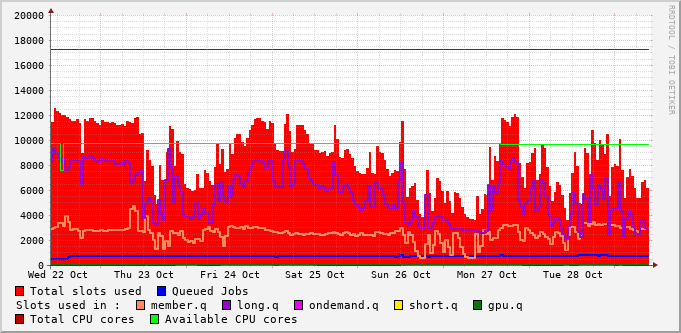 20000
18000
16000
14000
12000
10000
8000
6000
4000
2000
0
Wed 22 Oct Thu 23 Oct Fri 24 Oct Sat 25 Oct Sun 26 Oct Mon 27 Oct Tue 28 Oct
Total slots used Queued Jobs
Slots used in : member.q long.q ondemand.q short.q gpu.q
Total CPU cores Available CPU cores
RRDTOOL / TOBI OETIKER